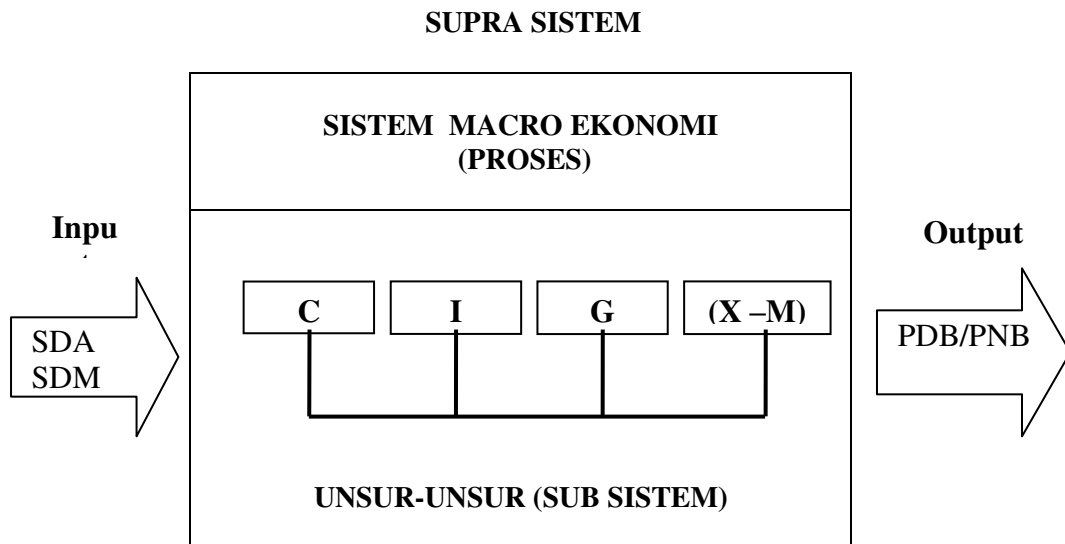 SUPRA SISTEM
SISTEM MACRO EKONOMI
(PROSES)
Inpu
Output
C
I
G
(X –M)
SDA
SDM
PDB/PNB
UNSUR-UNSUR (SUB SISTEM)